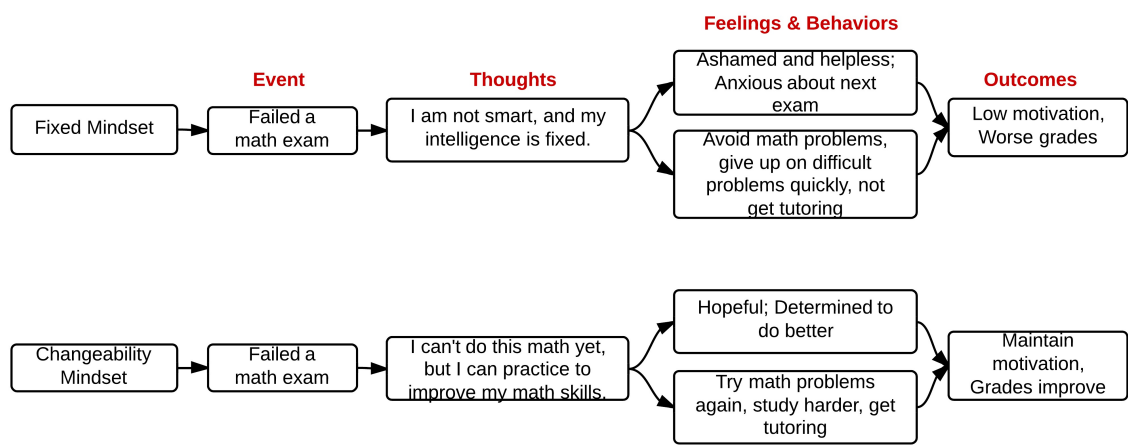 Feelings & Behaviors
Event
Thoughts
Outcomes
Fixed Mindset
Failed a
math exam
I am not smart, and my
intelligence is fixed.
Ashamed and helpless;
Anxious about next
exam
Avoid math problems,
give up on difficult
problems quickly, not
get tutoring
Low motivation,
Worse grades
Changeability
Mindset
Failed a
math exam
I can't do this math yet,
but I can practice to
improve my math skills.
Hopeful; Determined to
do better
Try math problems
again, study harder, get
tutoring
Maintain
motivation,
Grades improve